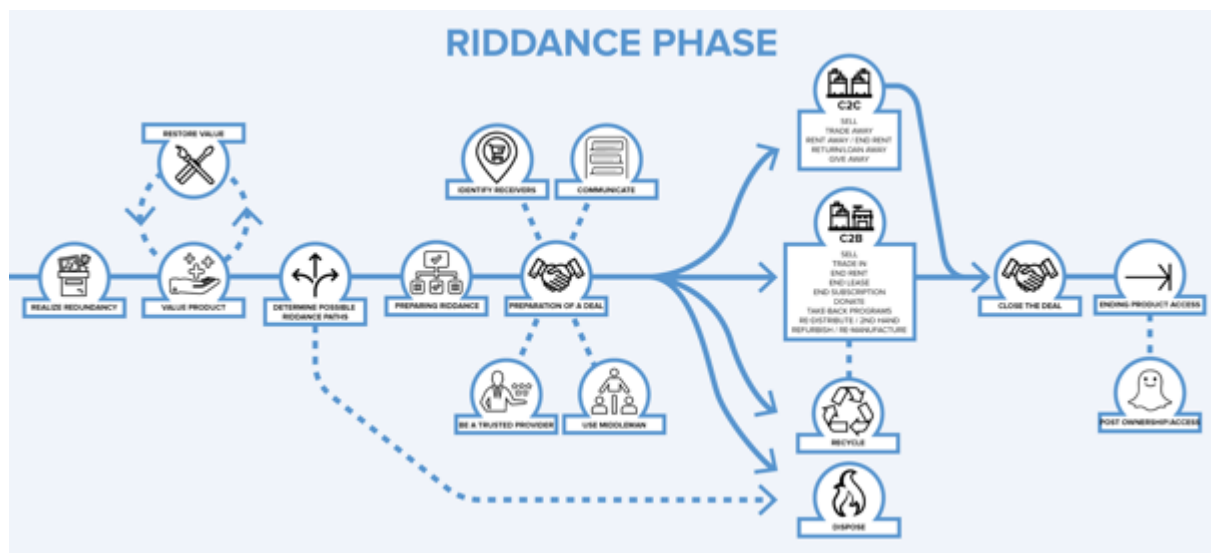 RIDDANCE PHASE
RESTORE VALUE
REALIZE REDUNDANCY
VALUE PRODUCT
DETERMINE POSSIBLE
RIDDANCE PATHS
PREPARING RIDDANCE
IDENTIFY RECEIVERS
COMMUNICATE
PREPARATION OF A DEAL
BE A TRUSTED PROVIDER
USE MIDDLEMAN
C2C
SELL
TRADE AWAY
RENT AWAY / END RENT
RETURN/LOAN AWAY
GIVE AWAY
C2B
SELL
TRADE IN
END RENT
END LEASE
END SUBSCRIPTION
DONATE
TAKE BACK PROGRAMS
RE-DISTRIBUTE / 2ND HAND
REFURBISH / RE-MANUFACTURE
RECYCLE
DISPOSE
CLOSE THE DEAL
ENDING PRODUCT ACCESS
POST OWNERSHIP/ACCESS